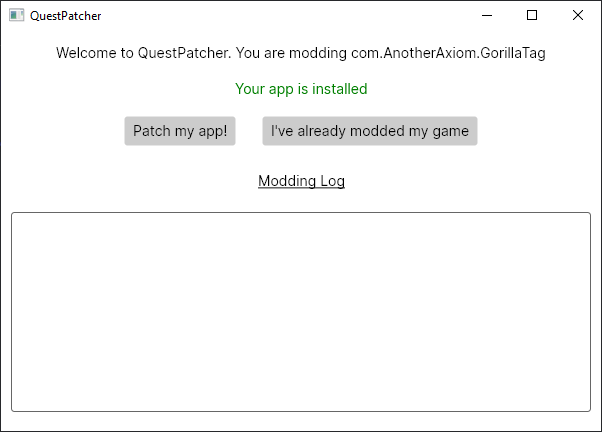 QuestPatcher
Welcome to QuestPatcher. You are modding com.AnotherAxiom.GorillaTag
Your app is installed
Patch my app! I've already modded my game
Modding Log